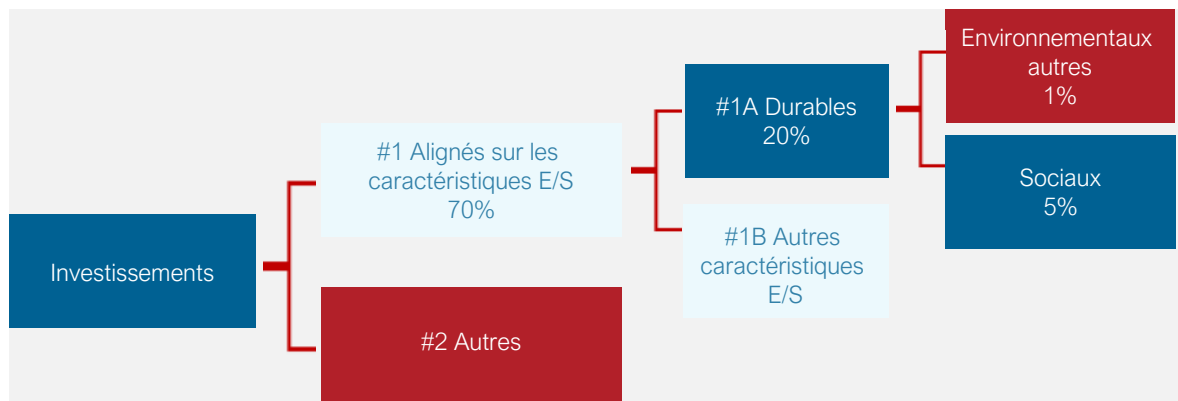 Investissements
#1 Alignés sur les
caractéristiques E/S
70%
#2 Autres
#1A Durables
20%
#1B Autres
caractéristiques
E/S
Environnementaux
autres
1%
Sociaux
5%